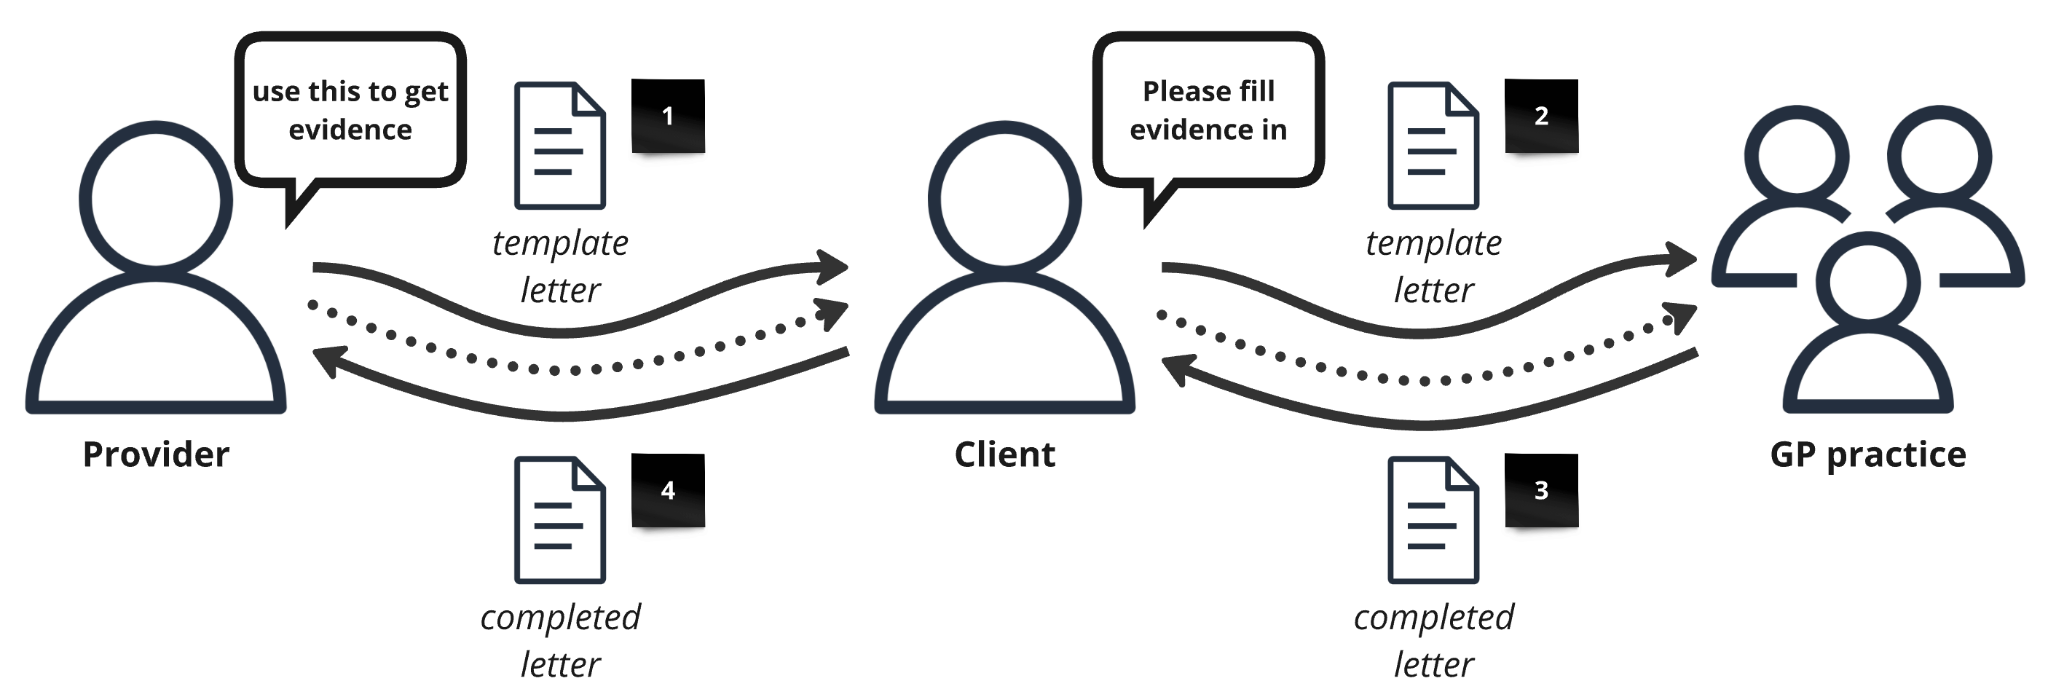 use this to get
evidence
1
template
letter
Please fill
evidence in
2
template
letter
Provider
Client
GP practice
4
completed
letter
3
completed
letter